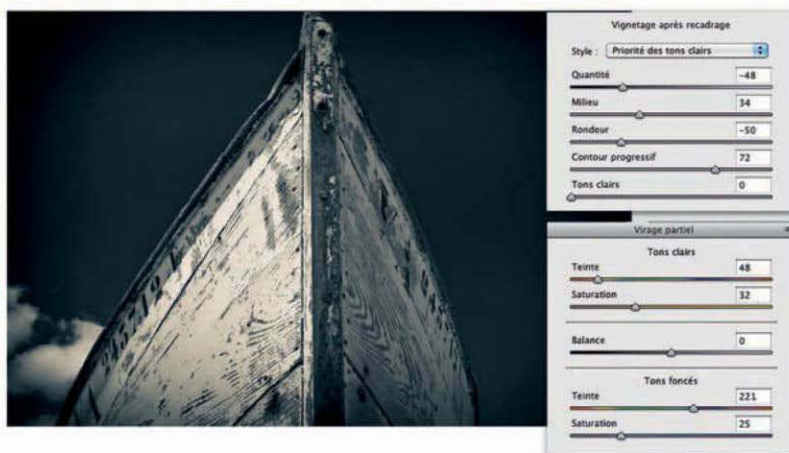 Vignetage après recadrage
Style : Priorité des tons clairs
Quantité -48
Milieu 34
Rondeur -50
Contour progressif 72
Tons clairs 0
Virage partiel
Tons clairs
Teinte 48
Saturation 32
Balance 0
Tons foncés
Teinte 221
Saturation 25